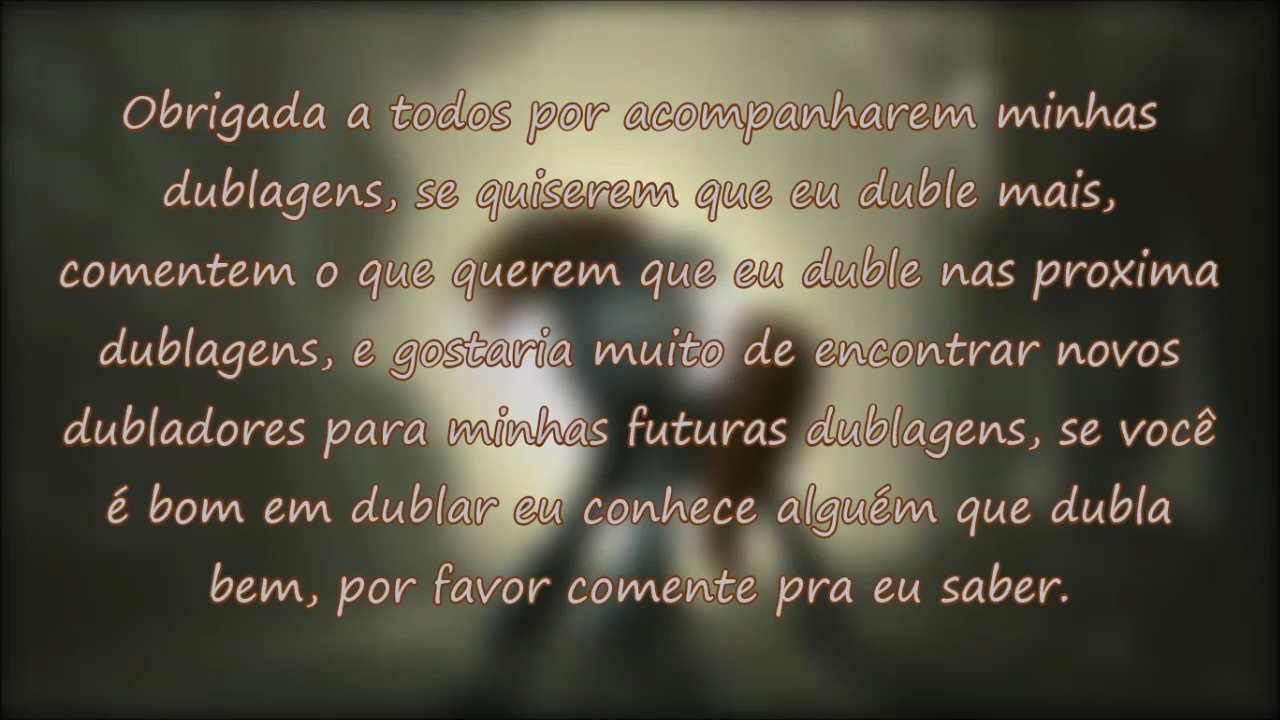 Obrigada a todos por acompanharem minhas
dublagens, se quiserem que eu duble mais,
comentem o que querem que eu duble nas proxima
dublagens, e gostaria muito de encontrar novos
dubladores para minhas futuras dublagens, se você
é bom em dublar eu conhece alguém que dubla
bem, por favor comente pra eu saber.